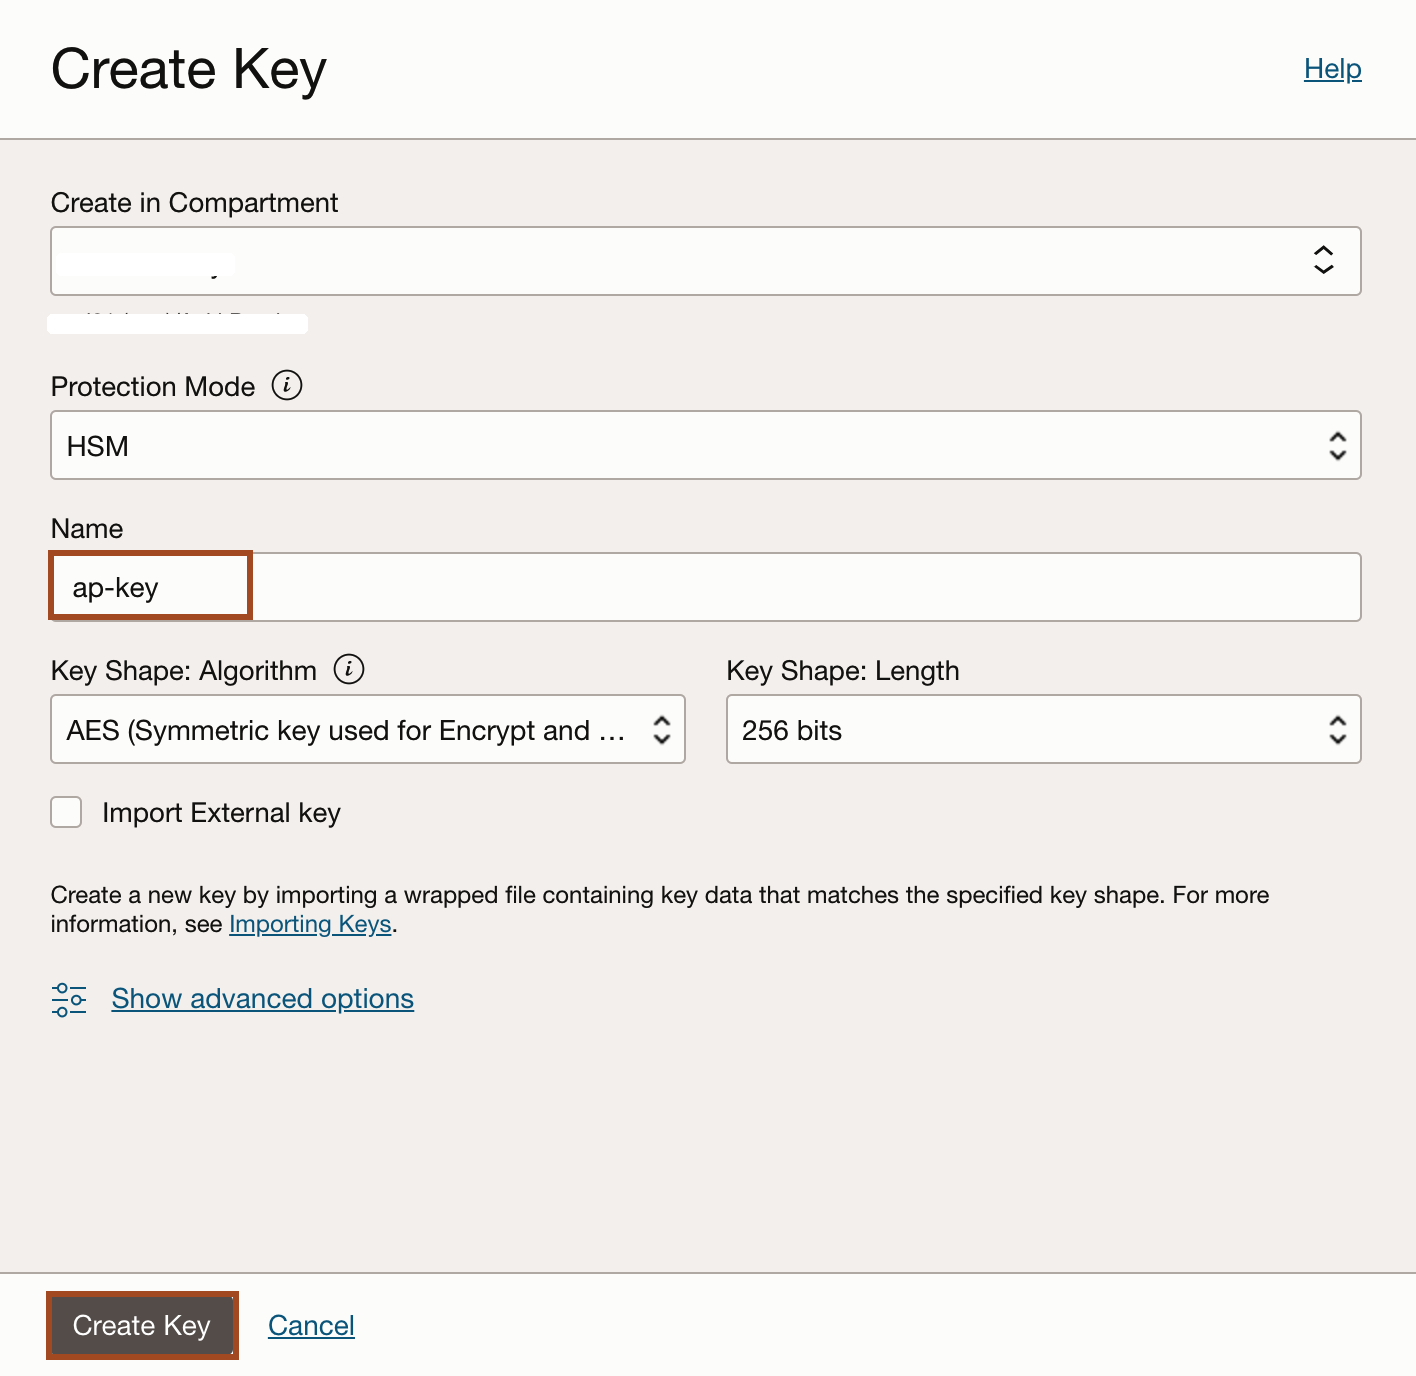 Create Key
Help
Create in Compartment
Protection Mode i
HSM
Name
ap-key
Key Shape: Algorithm i
Key Shape: Length
AES (Symmetric key used for Encrypt and ...
256 bits
Import External key
Create a new key by importing a wrapped file containing key data that matches the specified key shape. For more
information, see Importing Keys.
Show advanced options
Create Key
Cancel